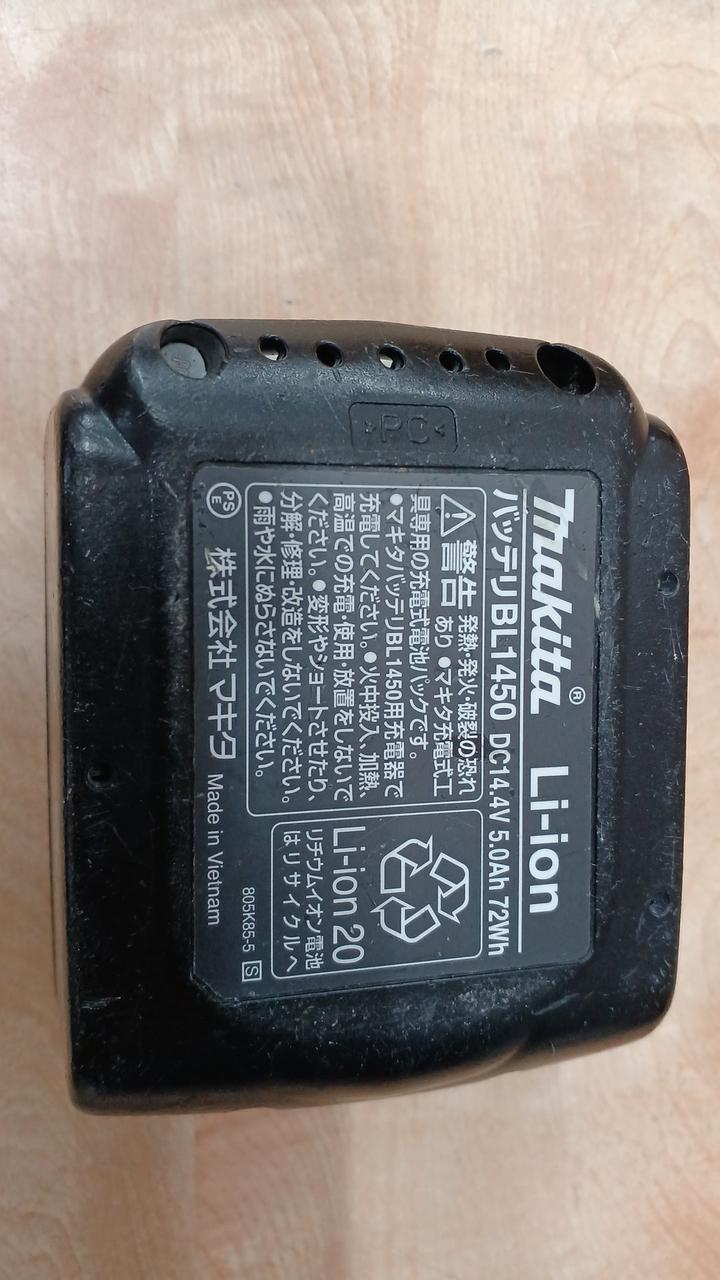 PC
Makita® Li-ion
バッテリBL1450 DC14.4V 5.0Ah 72Wh
警告 発熱・発火・破裂の恐れ
あり ●マキタ充電式工
具専用の充電式電池パックです。
●マキタバッテリBL1450用充電器で
充電してください。●火中投入、加熱、
高温での充電・使用・放置をしないで
ください。●変形やショートさせたり、
分解・修理・改造をしないでください。
●雨や水にぬらさないでください。
Li-ion 20
リチウムイオン電池
はリサイクルへ
PS
E
株式会社マキタ Made in Vietnam
805K85-5 S